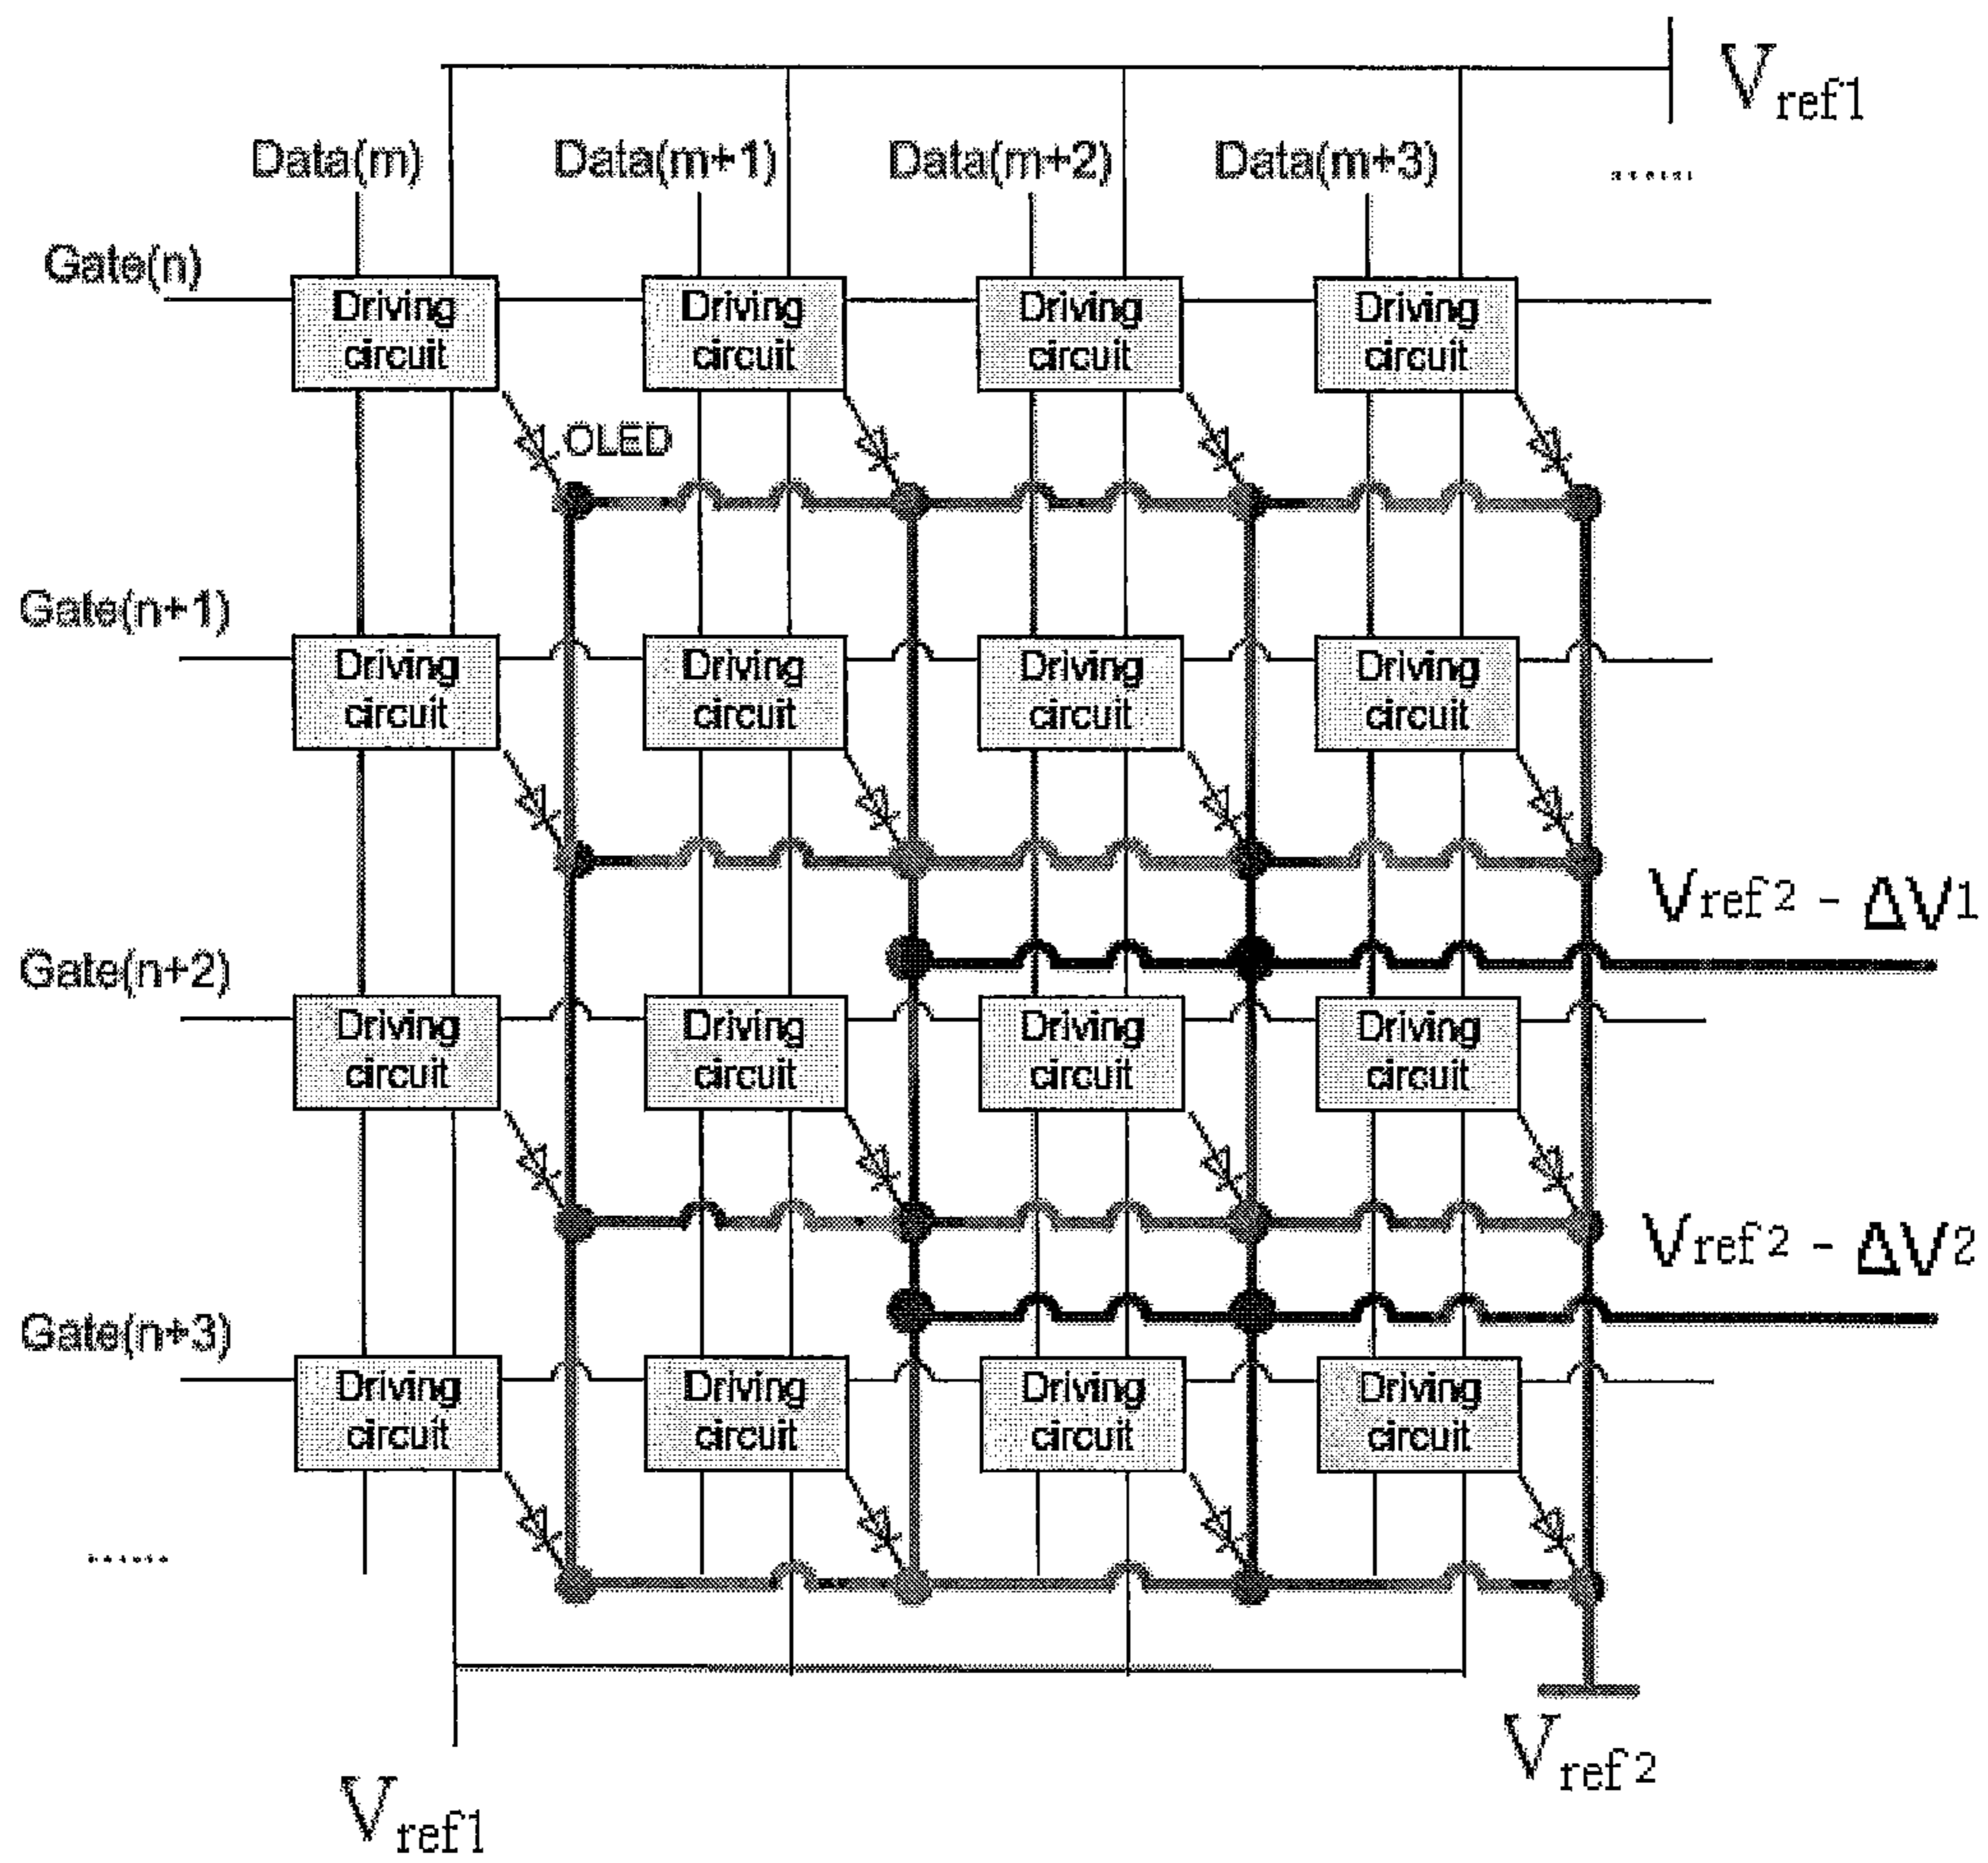 Vref1
Data(m) Data(m+1) Data(m+2) Data(m+3) ......
Gate(n)
Driving circuit
Driving circuit
Driving circuit
Driving circuit
OLED
Gate(n+1)
Driving circuit
Driving circuit
Driving circuit
Driving circuit
Vref2 - ΔV1
Gate(n+2)
Driving circuit
Driving circuit
Driving circuit
Driving circuit
Vref2 - ΔV2
Gate(n+3)
Driving circuit
Driving circuit
Driving circuit
Driving circuit
......
Vref2
Vref1